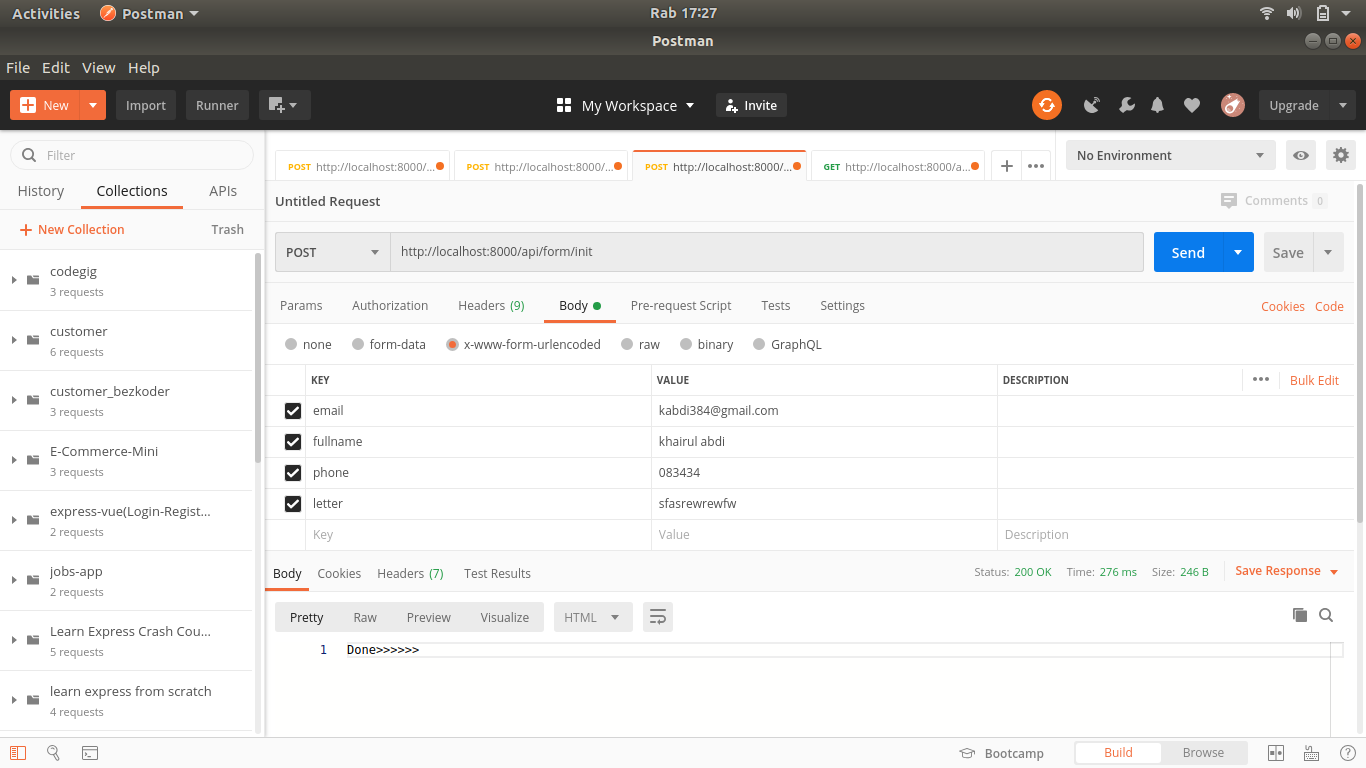 Activities Postman Rab 17:27
Postman
File Edit View Help
New Import Runner My Workspace Invite Upgrade
Filter
History Collections APIs
New Collection Trash
codegig
3 requests
customer
6 requests
customer_bezkoder
3 requests
E-Commerce-Mini
3 requests
express-vue(Login-Regist...
2 requests
jobs-app
2 requests
Learn Express Crash Cou...
5 requests
learn express from scratch
4 requests
POST http://localhost:8000/... POST http://localhost:8000/... POST http://localhost:8000/... GET http://localhost:8000/a... No Environment
Untitled Request Comments 0
POST http://localhost:8000/api/form/init Send Save
Params Authorization Headers (9) Body Pre-request Script Tests Settings Cookies Code
none form-data x-www-form-urlencoded raw binary GraphQL
KEY VALUE DESCRIPTION Bulk Edit
email kabdi384@gmail.com
fullname khairul abdi
phone 083434
letter sfasrewrewfw
Key Value Description
Body Cookies Headers (7) Test Results Status: 200 OK Time: 276 ms Size: 246 B Save Response
Pretty Raw Preview Visualize HTML
1 Done>>>>>>
Bootcamp Build Browse